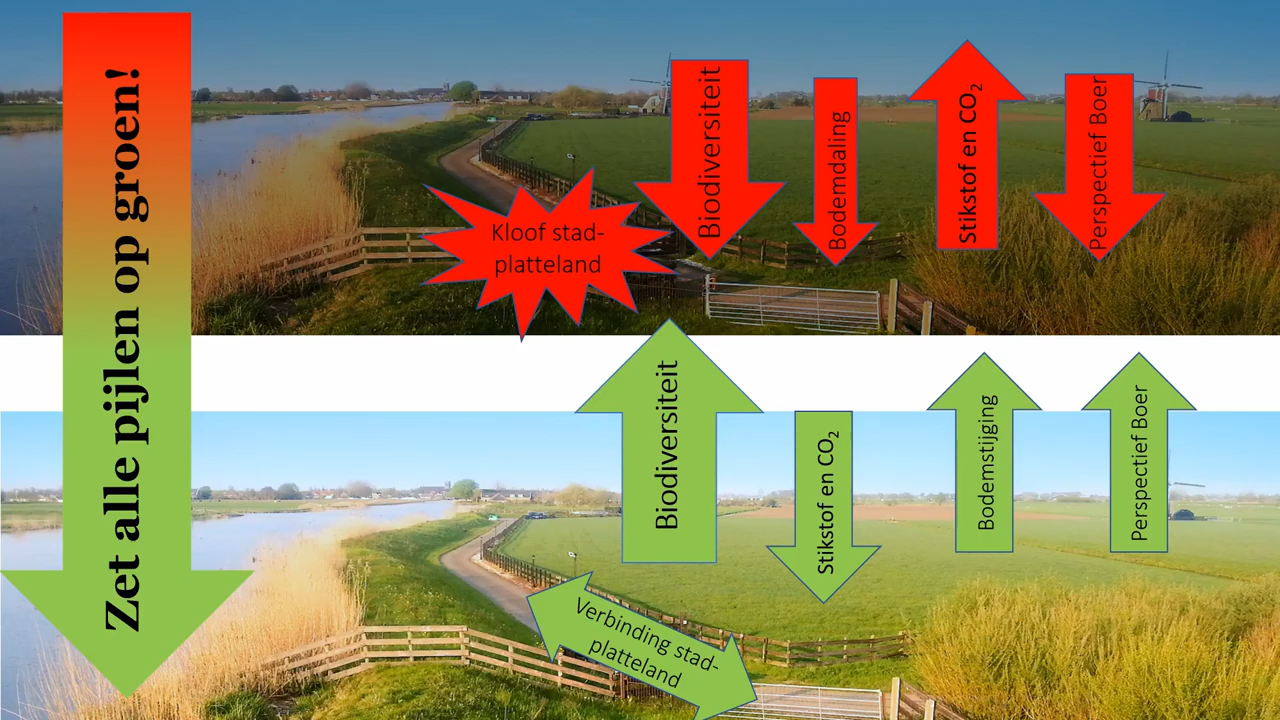 Zet alle pijlen op groen!
Kloof stad-
platteland
Biodiversiteit
Bodemdaling
Stikstof en CO₂
Perspectief Boer
Biodiversiteit
Stikstof en CO₂
Bodemstijging
Perspectief Boer
Verbinding stad-
platteland